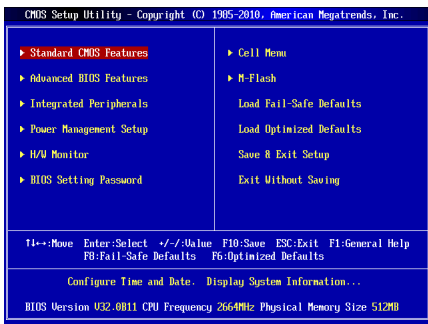 CMOS Setup Utility - Copyright (C) 1985-2010, American Megatrends, Inc.
▶ Standard CMOS Features
▶ Advanced BIOS Features
▶ Integrated Peripherals
▶ Power Management Setup
▶ H/W Monitor
▶ BIOS Setting Password
▶ Cell Menu
▶ M-Flash
Load Fail-Safe Defaults
Load Optimized Defaults
Save & Exit Setup
Exit Without Saving
↑↓←→:Move Enter:Select +/-/:Value F10:Save ESC:Exit F1:General Help
F8:Fail-Safe Defaults F6:Optimized Defaults
Configure Time and Date. Display System Information...
BIOS Version V32.0B11 CPU Frequency 2664MHz Physical Memory Size 512MB